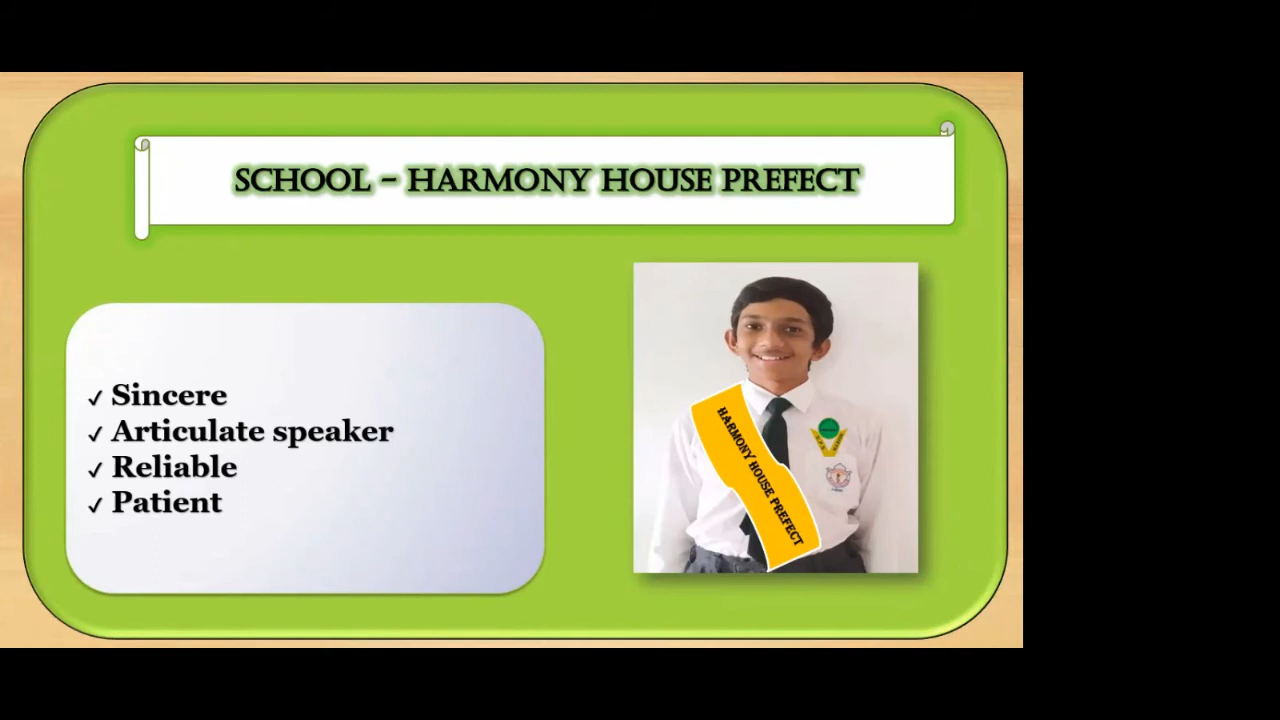 SCHOOL – HARMONY HOUSE PREFECT
✓ Sincere
✓ Articulate speaker
✓ Reliable
✓ Patient
HARMONY HOUSE PREFECT